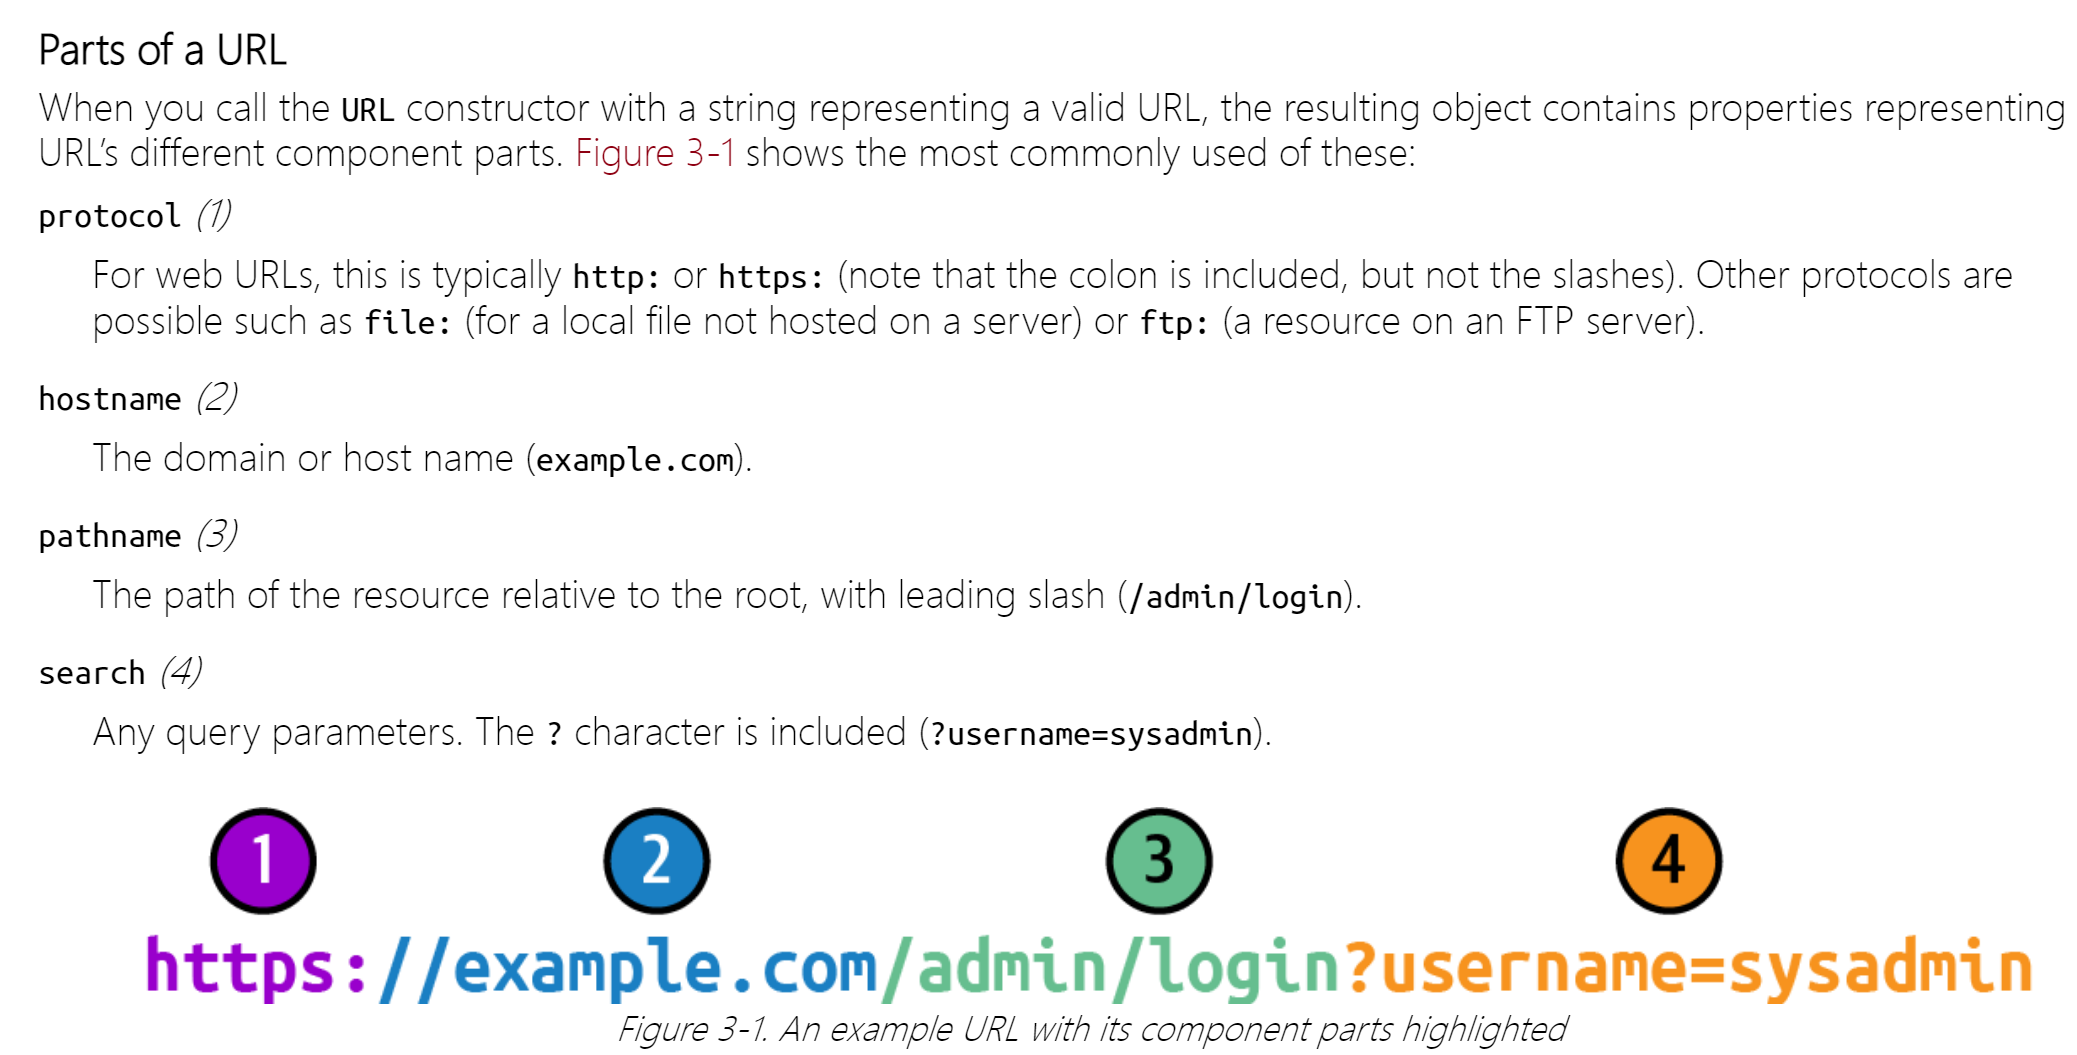 Parts of a URL
When you call the URL constructor with a string representing a valid URL, the resulting object contains properties representing
URL's different component parts. Figure 3-1 shows the most commonly used of these:
protocol (1)
For web URLs, this is typically http: or https: (note that the colon is included, but not the slashes). Other protocols are
possible such as file: (for a local file not hosted on a server) or ftp: (a resource on an FTP server).
hostname (2)
The domain or host name (example.com).
pathname (3)
The path of the resource relative to the root, with leading slash (/admin/login).
search (4)
Any query parameters. The ? character is included (?username=sysadmin).
1 2 3 4
https://example.com/admin/login?username=sysadmin
Figure 3-1. An example URL with its component parts highlighted